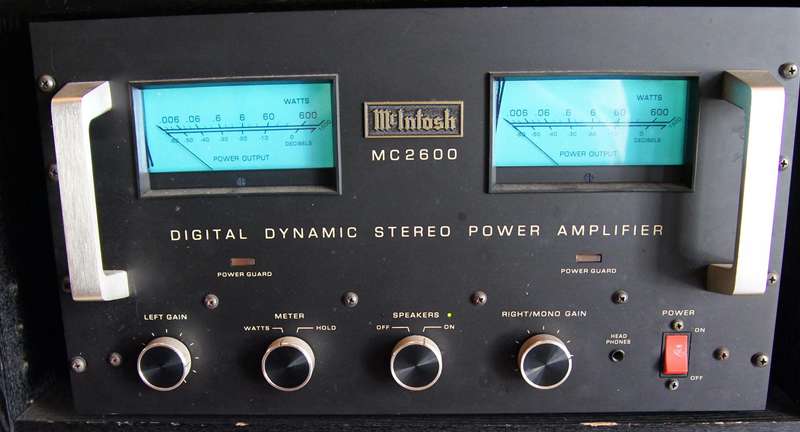 WATTS
.006 .06 .6 6 60 600
DECIBELS
POWER OUTPUT
McIntosh
MC2600
WATTS
.006 .06 .6 6 60 600
DECIBELS
POWER OUTPUT
DIGITAL DYNAMIC STEREO POWER AMPLIFIER
POWER GUARD
POWER GUARD
LEFT GAIN
METER
WATTS HOLD
SPEAKERS
OFF ON
RIGHT/MONO GAIN
HEAD
PHONES
POWER
ON
OFF